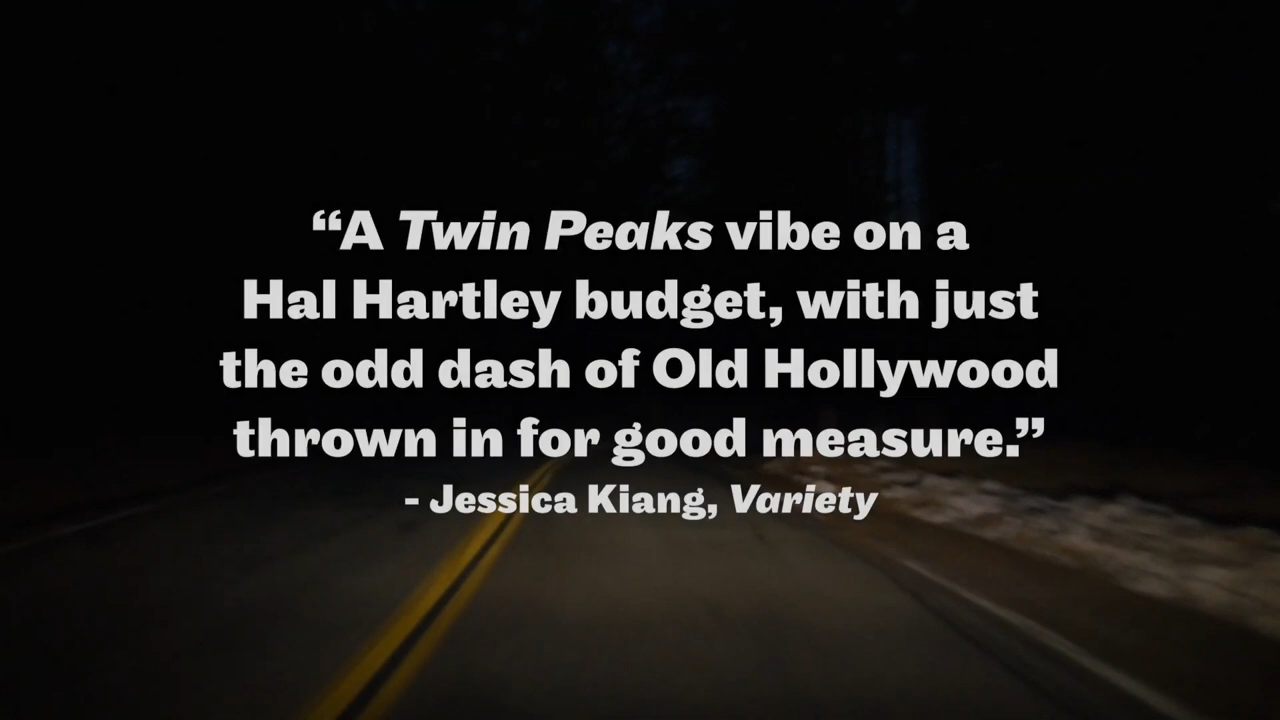 “A Twin Peaks vibe on a
Hal Hartley budget, with just
the odd dash of Old Hollywood
thrown in for good measure.”
- Jessica Kiang, Variety